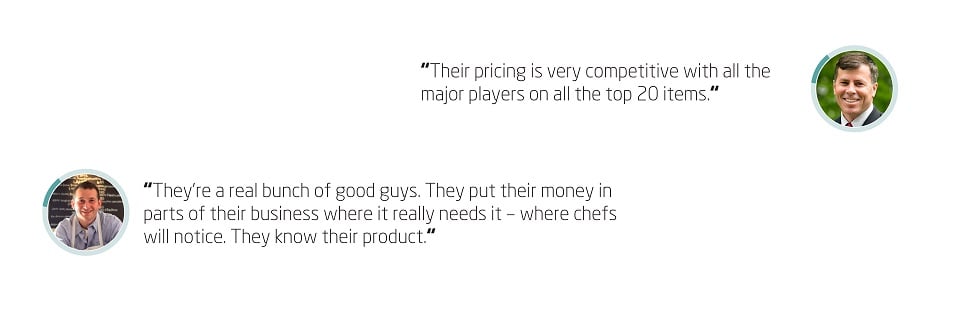 “Their pricing is very competitive with all the
major players on all the top 20 items.“
“They're a real bunch of good guys. They put their money in
parts of their business where it really needs it – where chefs
will notice. They know their product.“